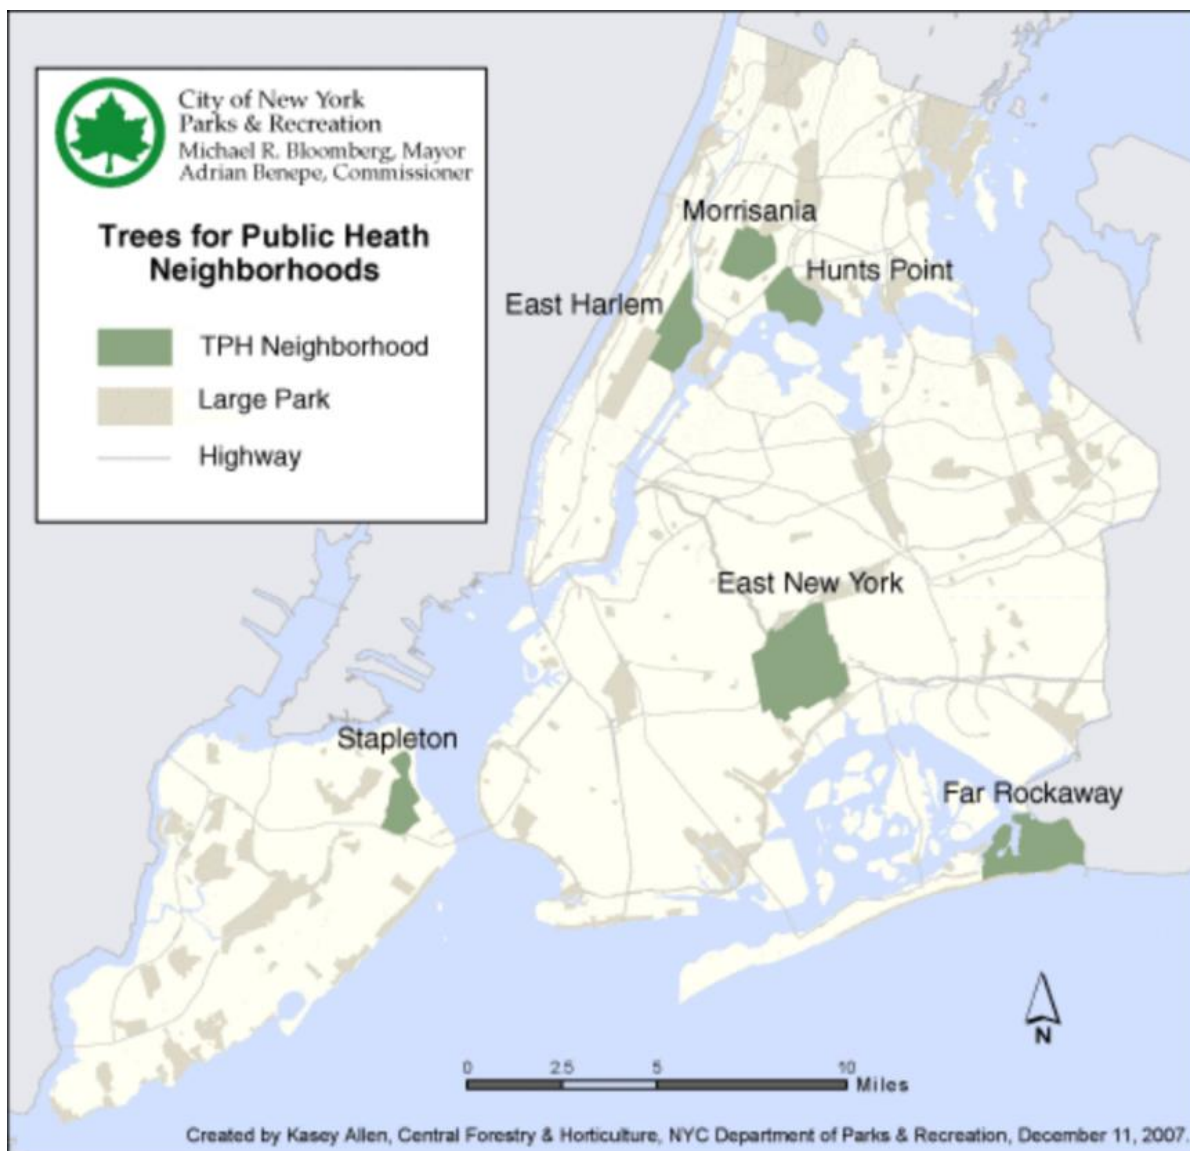 City of New York
Parks & Recreation
Michael R. Bloomberg, Mayor
Adrian Benepe, Commissioner
Trees for Public Heath
Neighborhoods
TPH Neighborhood
Large Park
Highway
Morrisania
Hunts Point
East Harlem
East New York
Stapleton
Far Rockaway
N
0 2.5 5 10
Miles
Created by Kasey Allen, Central Forestry & Horticulture, NYC Department of Parks & Recreation, December 11, 2007.